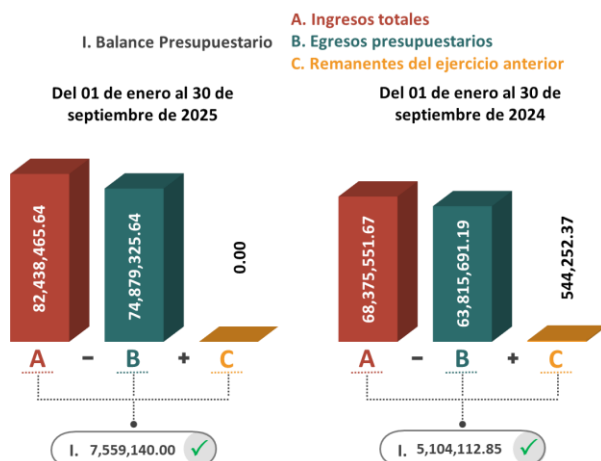 A. Ingresos totales
I. Balance Presupuestario
B. Egresos presupuestarios
C. Remanentes del ejercicio anterior
Del 01 de enero al 30 de
septiembre de 2025
82,438,465.64
74,879,325.64
0.00
A – B + C
I. 7,559,140.00
Del 01 de enero al 30 de
septiembre de 2024
68,375,551.67
63,815,691.19
544,252.37
A – B + C
I. 5,104,112.85